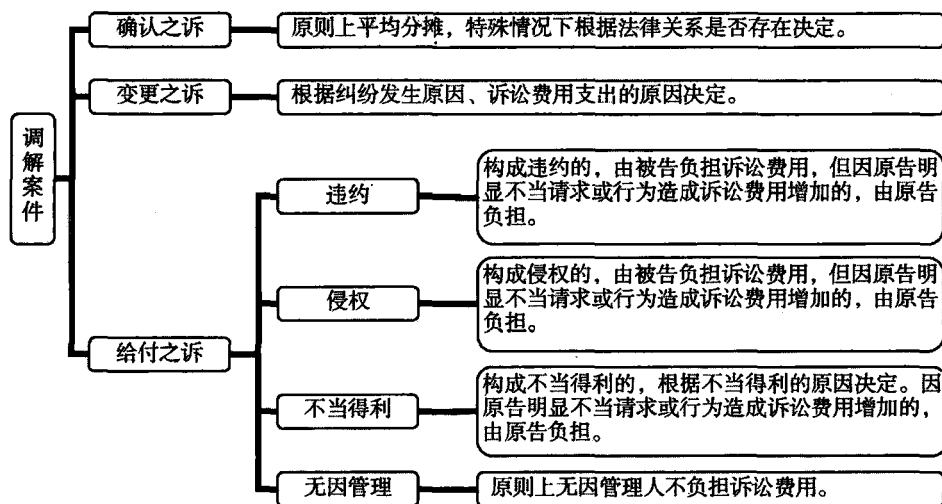 调解案件
确认之诉
原则上平均分摊，特殊情况下根据法律关系是否存在决定。
变更之诉
根据纠纷发生原因、诉讼费用支出的原因决定。
给付之诉
违约
构成违约的，由被告负担诉讼费用，但因原告明
显不当请求或行为造成诉讼费用增加的，由原告
负担。
侵权
构成侵权的，由被告负担诉讼费用，但因原告明
显不当请求或行为造成诉讼费用增加的，由原告
负担。
不当得利
构成不当得利的，根据不当得利的原因决定。因
原告明显不当请求或行为造成诉讼费用增加的，
由原告负担。
无因管理
原则上无因管理人不负担诉讼费用。